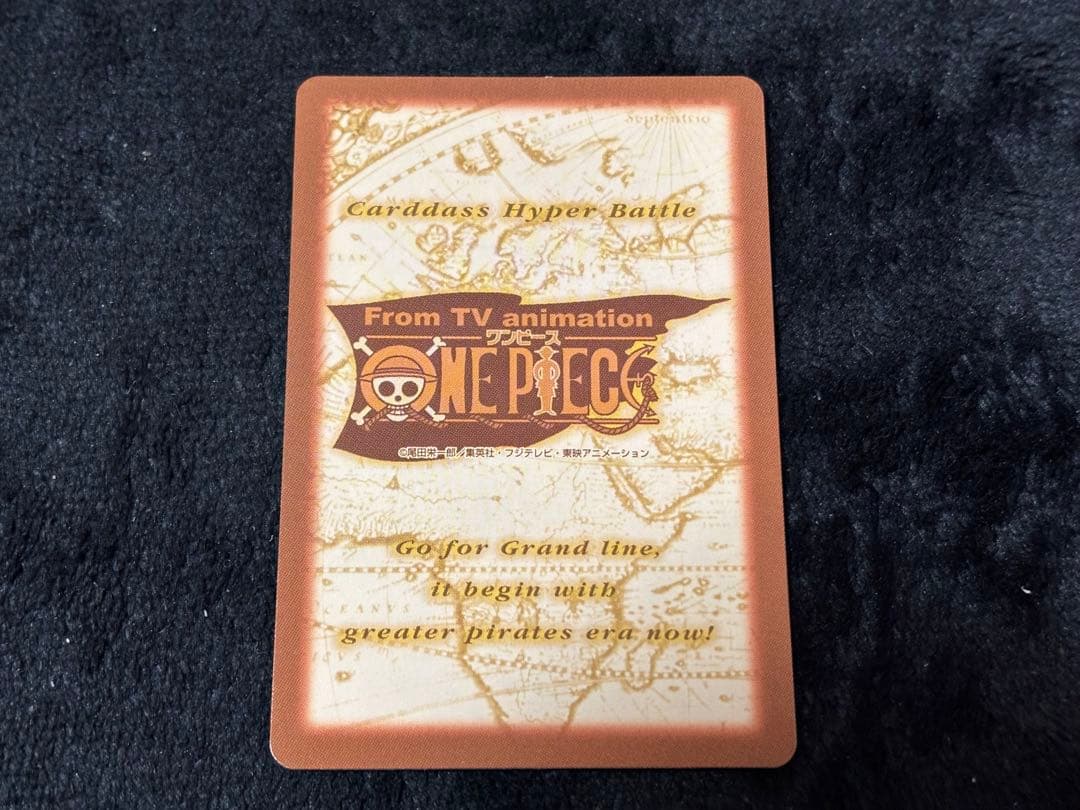 Septentrio
Carddass Hyper Battle
From TV animation
ワンピース
ONE PIECE
©尾田栄一郎／集英社・フジテレビ・東映アニメーション
Go for Grand line,
it begin with
greater pirates era now!